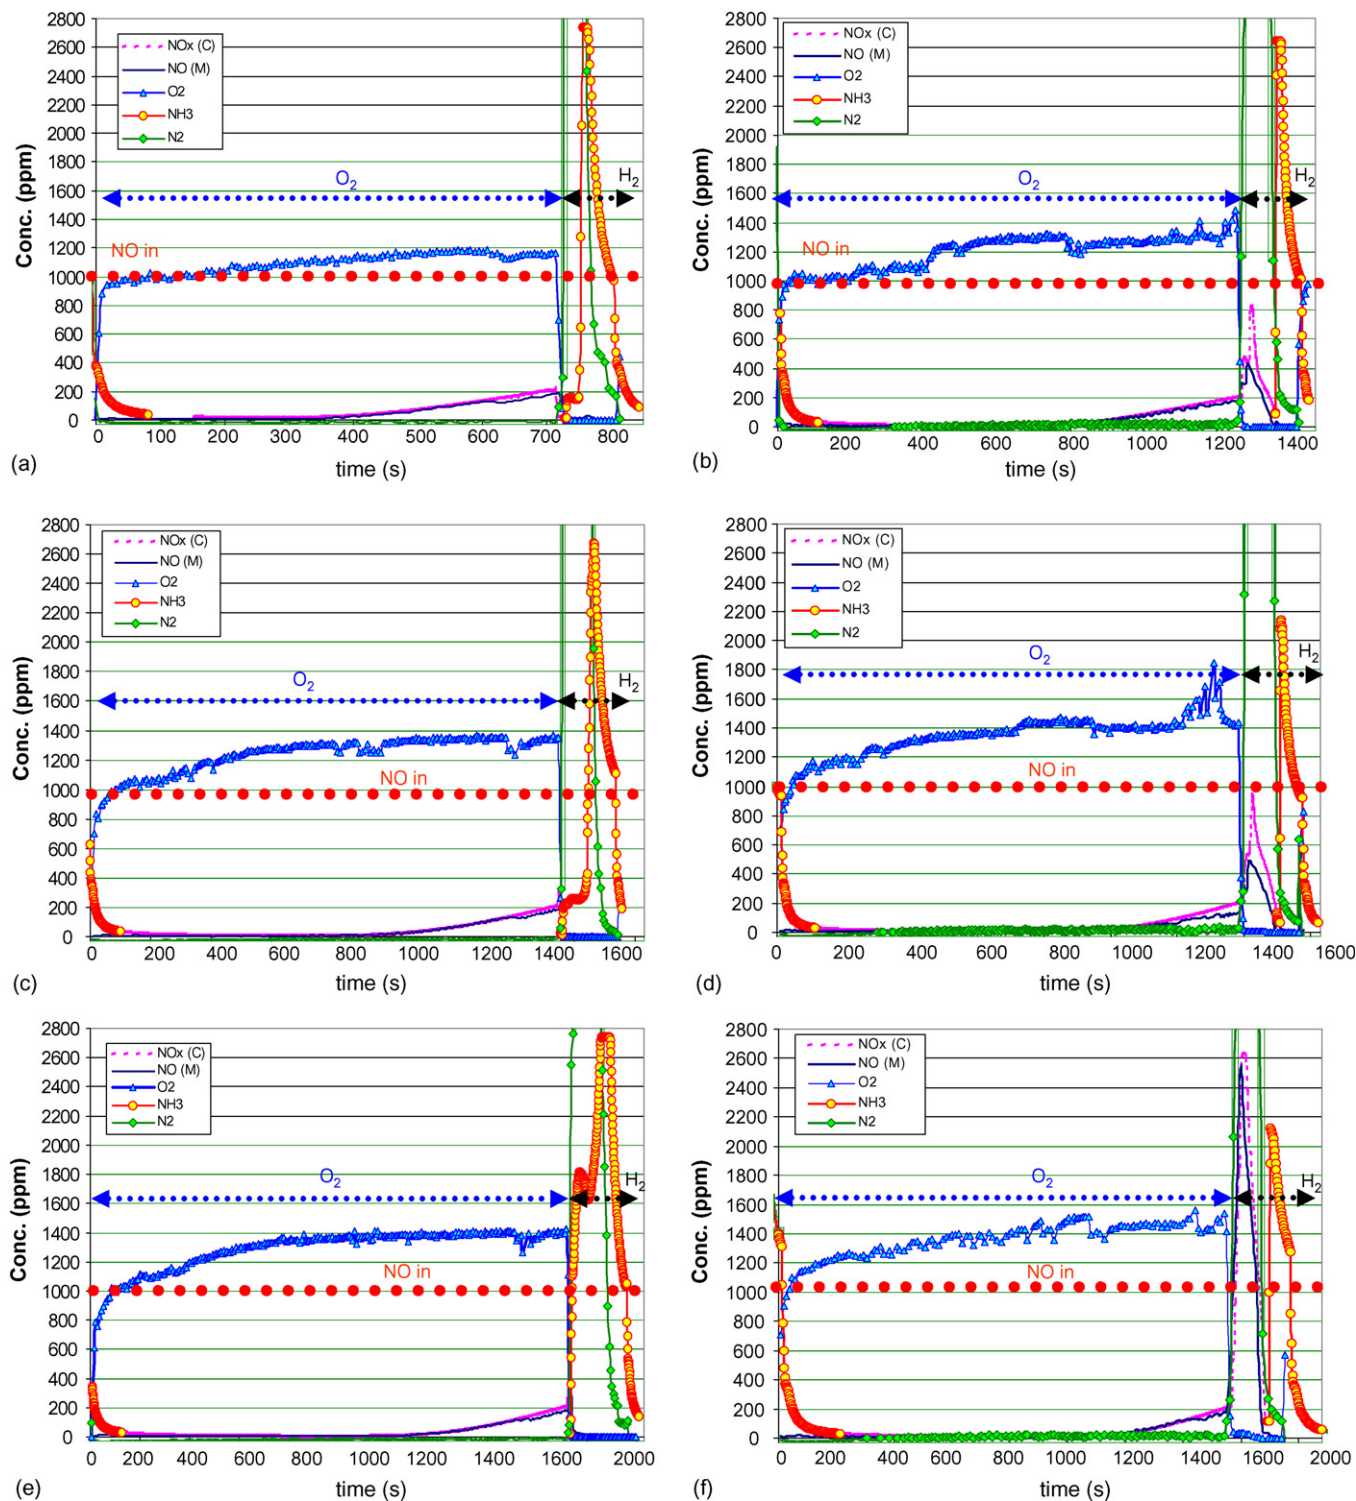 2800
2600
2400
2200
2000
1800
1600
1400
1200
1000
800
600
400
200
0
Conc. (ppm)
NOx (C)
NO (M)
O2
NH3
N2
O2
H2
NO in
0 100 200 300 400 500 600 700 800
(a)
time (s)
2800
2600
2400
2200
2000
1800
1600
1400
1200
1000
800
600
400
200
0
Conc. (ppm)
NOx (C)
NO (M)
O2
NH3
N2
O2
H2
NO in
0 200 400 600 800 1000 1200 1400
(b)
time (s)
2800
2600
2400
2200
2000
1800
1600
1400
1200
1000
800
600
400
200
0
Conc. (ppm)
NOx (C)
NO (M)
O2
NH3
N2
O2
H2
NO in
0 200 400 600 800 1000 1200 1400 1600
(c)
time (s)
2800
2600
2400
2200
2000
1800
1600
1400
1200
1000
800
600
400
200
0
Conc. (ppm)
NOx (C)
NO (M)
O2
NH3
N2
O2
H2
NO in
0 200 400 600 800 1000 1200 1400 1600
(d)
time (s)
2800
2600
2400
2200
2000
1800
1600
1400
1200
1000
800
600
400
200
0
Conc. (ppm)
NOx (C)
NO (M)
O2
NH3
N2
O2
H2
NO in
0 200 400 600 800 1000 1200 1400 1600 1800 2000
(e)
time (s)
2800
2600
2400
2200
2000
1800
1600
1400
1200
1000
800
600
400
200
0
Conc. (ppm)
NOx (C)
NO (M)
O2
NH3
N2
O2
H2
NO in
0 200 400 600 800 1000 1200 1400 1600 1800 2000
(f)
time (s)